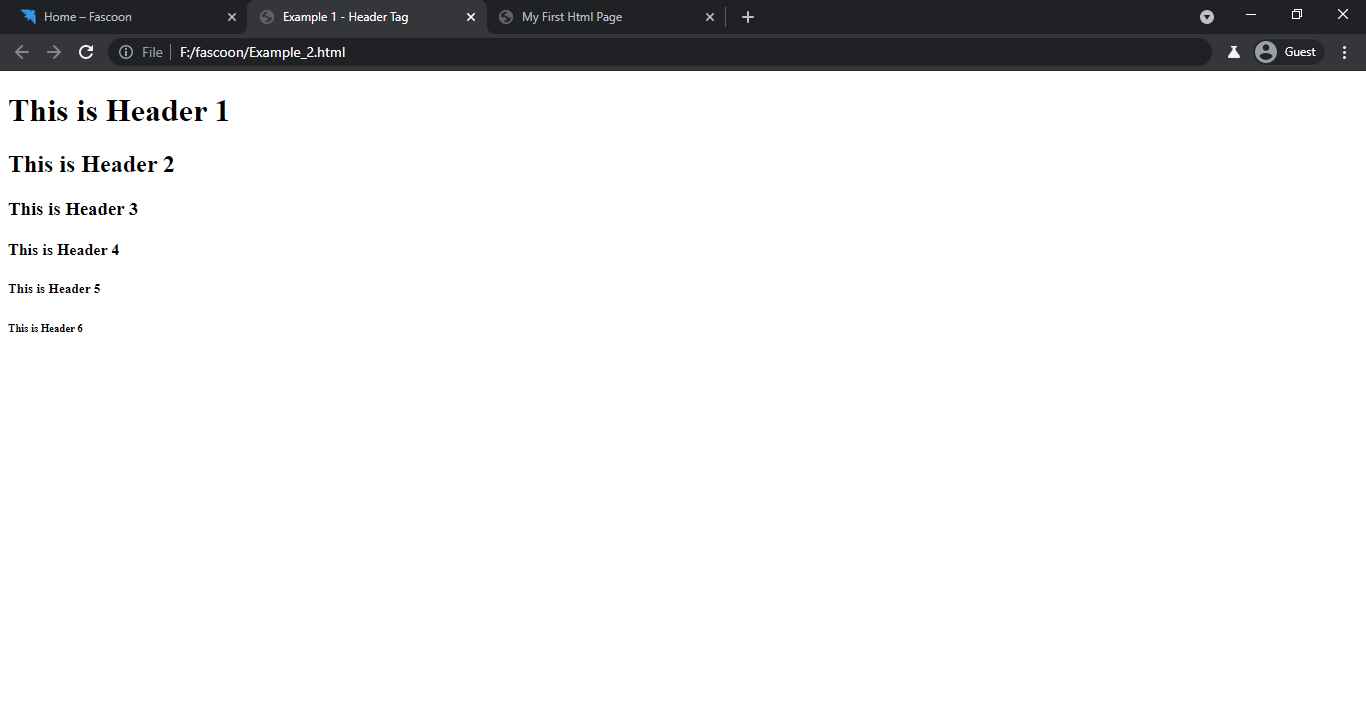 Home – Fascoon
Example 1 - Header Tag
My First Html Page
File
F:/fascoon/Example_2.html
Guest
This is Header 1
This is Header 2
This is Header 3
This is Header 4
This is Header 5
This is Header 6